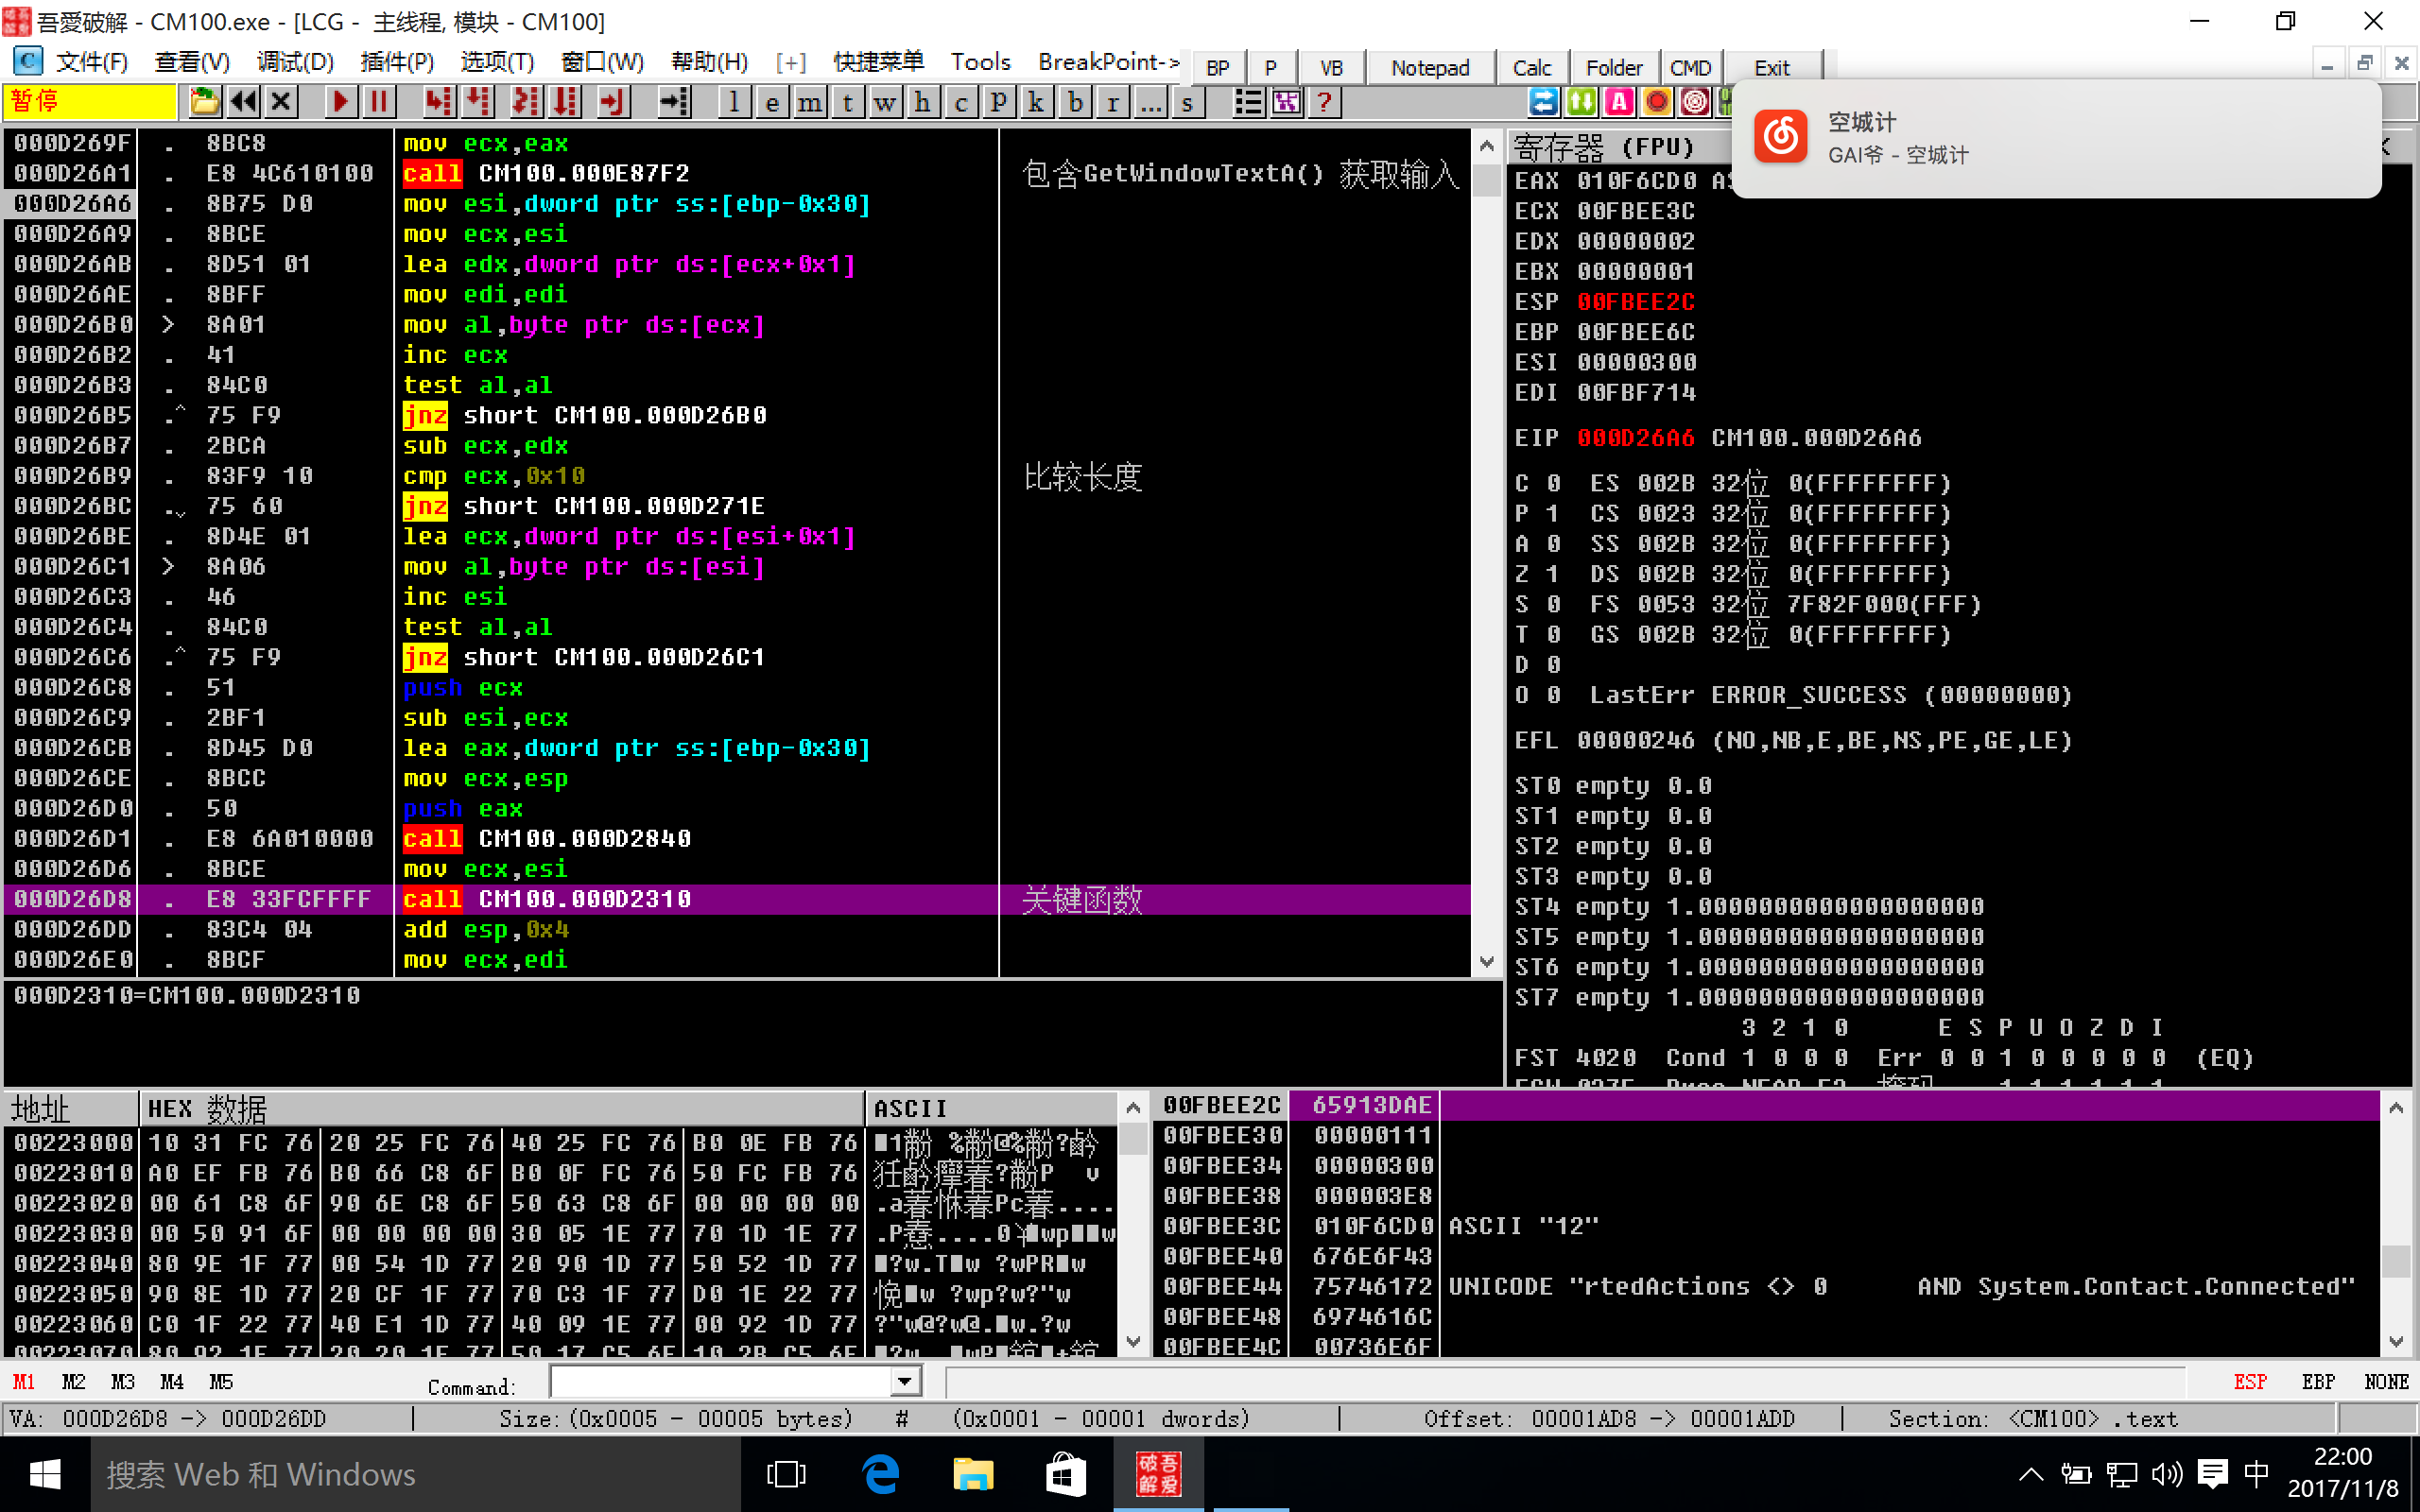 吾愛破解 - CM100.exe - [LCG -  主线程, 模块 - CM100]
文件(F) 查看(V) 调试(D) 插件(P) 选项(T) 窗口(W) 帮助(H) [+] 快捷菜单 Tools BreakPoint-> BP P VB Notepad Calc Folder CMD Exit
暂停 l e m t w h c p k b r ... s ?
空城计
GAI爷 - 空城计
000D269F . 8BC8 mov ecx,eax
000D26A1 . E8 4C610100 call CM100.000E87F2 包含GetWindowTextA() 获取输入
000D26A6 . 8B75 D0 mov esi,dword ptr ss:[ebp-0x30]
000D26A9 . 8BCE mov ecx,esi
000D26AB . 8D51 01 lea edx,dword ptr ds:[ecx+0x1]
000D26AE . 8BFF mov edi,edi
000D26B0 > 8A01 mov al,byte ptr ds:[ecx]
000D26B2 . 41 inc ecx
000D26B3 . 84C0 test al,al
000D26B5 .^ 75 F9 jnz short CM100.000D26B0
000D26B7 . 2BCA sub ecx,edx
000D26B9 . 83F9 10 cmp ecx,0x10 比较长度
000D26BC .v 75 60 jnz short CM100.000D271E
000D26BE . 8D4E 01 lea ecx,dword ptr ds:[esi+0x1]
000D26C1 > 8A06 mov al,byte ptr ds:[esi]
000D26C3 . 46 inc esi
000D26C4 . 84C0 test al,al
000D26C6 .^ 75 F9 jnz short CM100.000D26C1
000D26C8 . 51 push ecx
000D26C9 . 2BF1 sub esi,ecx
000D26CB . 8D45 D0 lea eax,dword ptr ss:[ebp-0x30]
000D26CE . 8BCC mov ecx,esp
000D26D0 . 50 push eax
000D26D1 . E8 6A010000 call CM100.000D2840
000D26D6 . 8BCE mov ecx,esi
000D26D8 . E8 33FCFFFF call CM100.000D2310 关键函数
000D26DD . 83C4 04 add esp,0x4
000D26E0 . 8BCF mov ecx,edi
000D2310=CM100.000D2310
寄存器 (FPU)
EAX 010F6CD0
ECX 00FBEE3C
EDX 00000002
EBX 00000001
ESP 00FBEE2C
EBP 00FBEE6C
ESI 00000300
EDI 00FBF714
EIP 000D26A6 CM100.000D26A6
C 0 ES 002B 32位 0(FFFFFFFF)
P 1 CS 0023 32位 0(FFFFFFFF)
A 0 SS 002B 32位 0(FFFFFFFF)
Z 1 DS 002B 32位 0(FFFFFFFF)
S 0 FS 0053 32位 7F82F000(FFF)
T 0 GS 002B 32位 0(FFFFFFFF)
D 0
O 0 LastErr ERROR_SUCCESS (00000000)
EFL 00000246 (NO,NB,E,BE,NS,PE,GE,LE)
ST0 empty 0.0
ST1 empty 0.0
ST2 empty 0.0
ST3 empty 0.0
ST4 empty 1.0000000000000000000
ST5 empty 1.0000000000000000000
ST6 empty 1.0000000000000000000
ST7 empty 1.0000000000000000000
3 2 1 0 E S P U O Z D I
FST 4020 Cond 1 0 0 0 Err 0 0 1 0 0 0 0 0 (EQ)
地址 HEX 数据 ASCII
00223000 10 31 FC 76 20 25 FC 76 40 25 FC 76 B0 0E FB 76
00223010 A0 EF FB 76 B0 66 C8 6F B0 0F FC 76 50 FC FB 76
00223020 00 61 C8 6F 90 6E C8 6F 50 63 C8 6F 00 00 00 00
00223030 00 50 91 6F 00 00 00 00 30 05 1E 77 70 1D 1E 77
00223040 80 9E 1F 77 00 54 1D 77 20 90 1D 77 50 52 1D 77
00223050 90 8E 1D 77 20 CF 1F 77 70 C3 1F 77 D0 1E 22 77
00223060 C0 1F 22 77 40 E1 1D 77 40 09 1E 77 00 92 1D 77
00FBEE2C 65913DAE
00FBEE30 00000111
00FBEE34 00000300
00FBEE38 000003E8
00FBEE3C 010F6CD0 ASCII "12"
00FBEE40 676E6F43
00FBEE44 75746172 UNICODE "rtedActions <> 0      AND System.Contact.Connected"
00FBEE48 6974616C
00FBEE4C 00736E6F
M1 M2 M3 M4 M5 Command: ESP EBP NONE
VA: 000D26D8 -> 000D26DD Size:(0x0005 - 00005 bytes) # (0x0001 - 00001 dwords) Offset: 00001AD8 -> 00001ADD Section: <CM100> .text
搜索 Web 和 Windows
中
22:00
2017/11/8